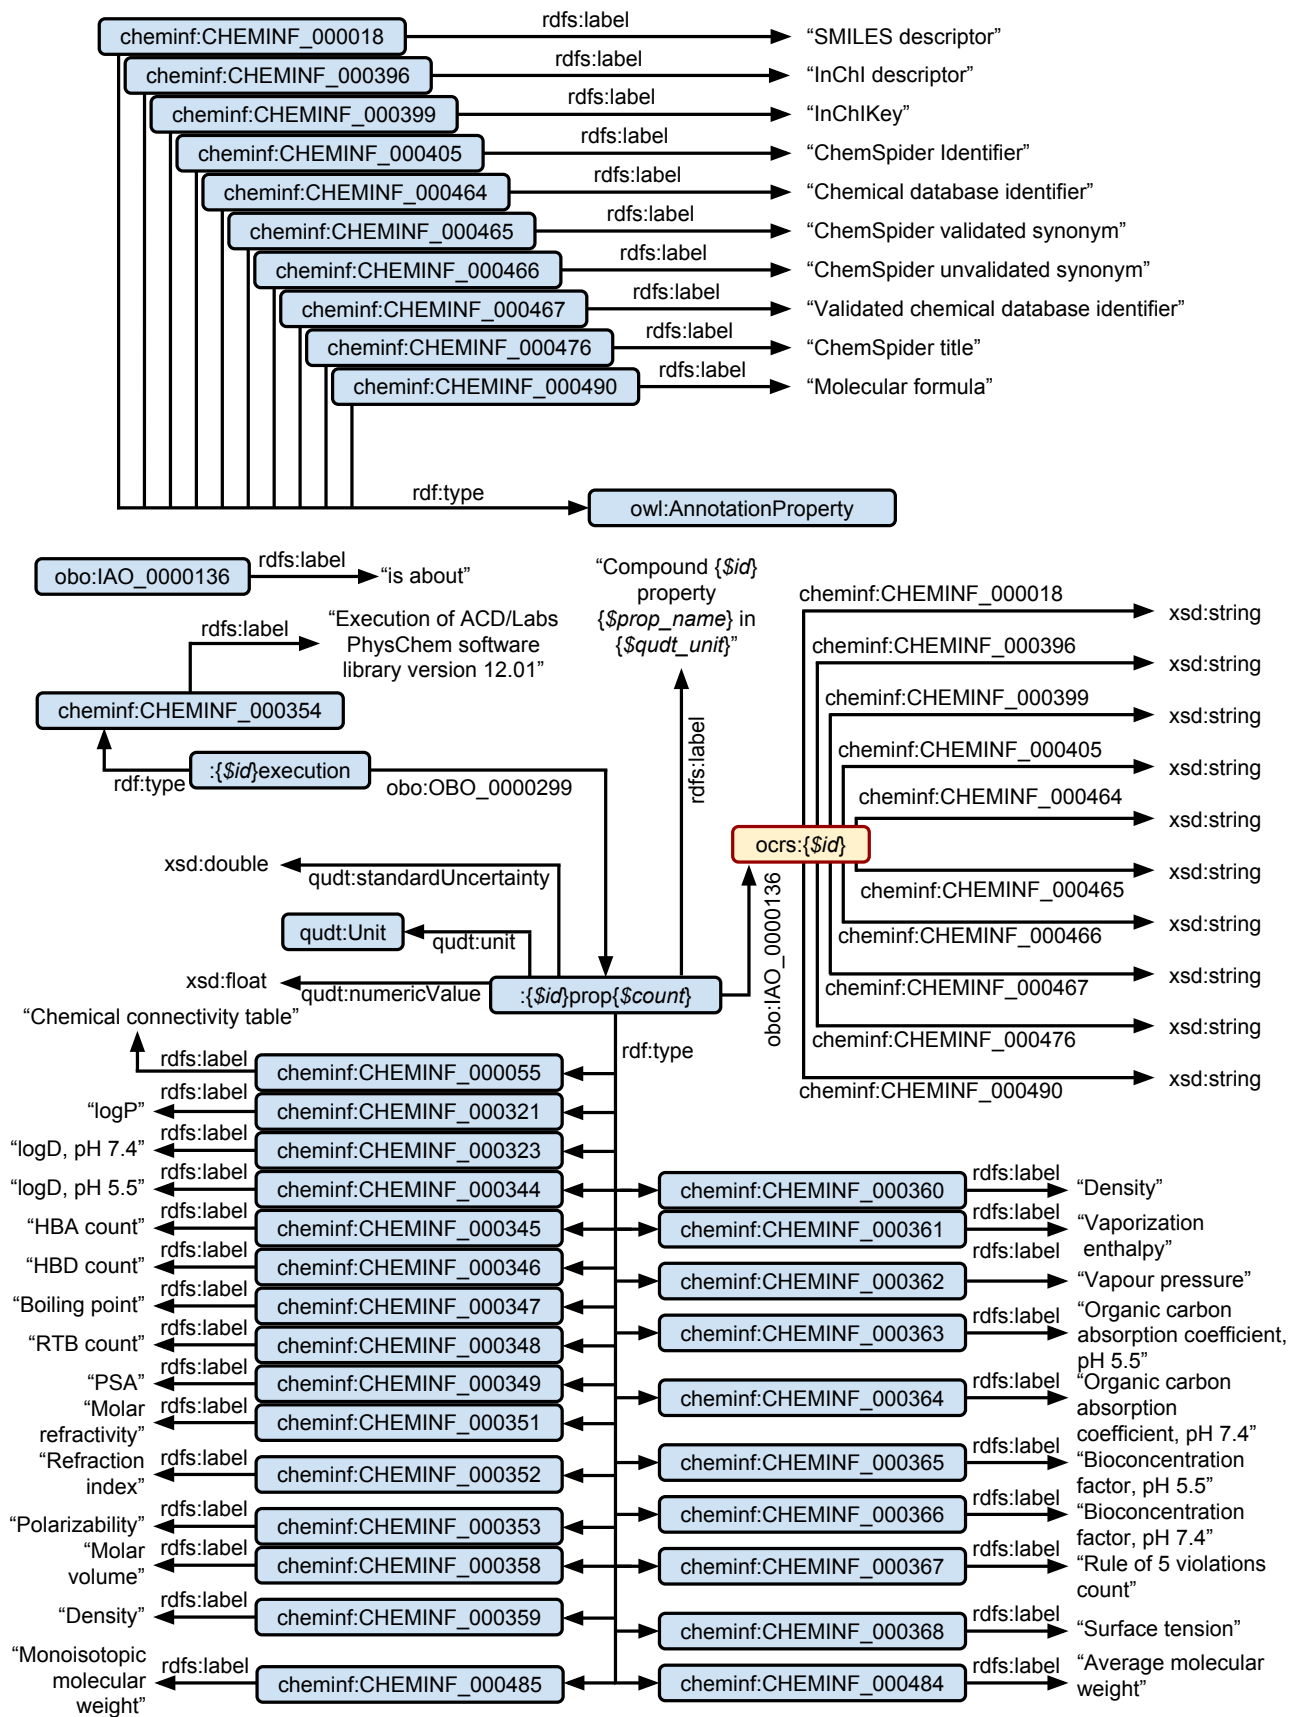 rdfs:label
cheminf:CHEMINF_000018
“SMILES descriptor”
rdfs:label
cheminf:CHEMINF_000396
“InChI descriptor”
rdfs:label
cheminf:CHEMINF_000399
“InChIKey”
rdfs:label
cheminf:CHEMINF_000405
“ChemSpider Identifier”
rdfs:label
cheminf:CHEMINF_000464
“Chemical database identifier”
rdfs:label
cheminf:CHEMINF_000465
“ChemSpider validated synonym”
rdfs:label
cheminf:CHEMINF_000466
“ChemSpider unvalidated synonym”
rdfs:label
cheminf:CHEMINF_000467
“Validated chemical database identifier”
rdfs:label
cheminf:CHEMINF_000476
“ChemSpider title”
rdfs:label
cheminf:CHEMINF_000490
“Molecular formula”
rdf:type
owl:AnnotationProperty
obo:IAO_0000136
rdfs:label
“is about”
“Compound {$id}
property
{$prop_name} in
{$qudt_unit}”
rdfs:label
rdfs:label
“Execution of ACD/Labs
PhysChem software
library version 12.01”
cheminf:CHEMINF_000354
rdf:type
:{$id}execution
obo:OBO_0000299
cheminf:CHEMINF_000018
xsd:string
cheminf:CHEMINF_000396
xsd:string
cheminf:CHEMINF_000399
xsd:string
cheminf:CHEMINF_000405
xsd:string
cheminf:CHEMINF_000464
xsd:string
ocrs:{$id}
xsd:string
cheminf:CHEMINF_000465
xsd:string
cheminf:CHEMINF_000466
xsd:string
cheminf:CHEMINF_000467
xsd:string
cheminf:CHEMINF_000476
xsd:string
cheminf:CHEMINF_000490
obo:IAO_0000136
xsd:double
qudt:standardUncertainty
qudt:Unit
qudt:unit
xsd:float
qudt:numericValue
:{$id}prop{$count}
rdf:type
“Chemical connectivity table”
rdfs:label
cheminf:CHEMINF_000055
“logP”
rdfs:label
cheminf:CHEMINF_000321
“logD, pH 7.4”
rdfs:label
cheminf:CHEMINF_000323
“logD, pH 5.5”
rdfs:label
cheminf:CHEMINF_000344
“HBA count”
rdfs:label
cheminf:CHEMINF_000345
“HBD count”
rdfs:label
cheminf:CHEMINF_000346
“Boiling point”
rdfs:label
cheminf:CHEMINF_000347
“RTB count”
rdfs:label
cheminf:CHEMINF_000348
“PSA”
rdfs:label
cheminf:CHEMINF_000349
“Molar
refractivity”
rdfs:label
cheminf:CHEMINF_000351
“Refraction
index”
rdfs:label
cheminf:CHEMINF_000352
“Polarizability”
rdfs:label
cheminf:CHEMINF_000353
“Molar
volume”
rdfs:label
cheminf:CHEMINF_000358
“Density”
rdfs:label
cheminf:CHEMINF_000359
“Monoisotopic
molecular
weight”
rdfs:label
cheminf:CHEMINF_000485
cheminf:CHEMINF_000360
rdfs:label
“Density”
cheminf:CHEMINF_000361
rdfs:label
“Vaporization
enthalpy”
cheminf:CHEMINF_000362
rdfs:label
“Vapour pressure”
cheminf:CHEMINF_000363
rdfs:label
“Organic carbon
absorption coefficient,
pH 5.5”
cheminf:CHEMINF_000364
rdfs:label
“Organic carbon
absorption
coefficient, pH 7.4”
cheminf:CHEMINF_000365
rdfs:label
“Bioconcentration
factor, pH 5.5”
cheminf:CHEMINF_000366
rdfs:label
“Bioconcentration
factor, pH 7.4”
cheminf:CHEMINF_000367
rdfs:label
“Rule of 5 violations
count”
cheminf:CHEMINF_000368
rdfs:label
“Surface tension”
cheminf:CHEMINF_000484
rdfs:label
“Average molecular
weight”